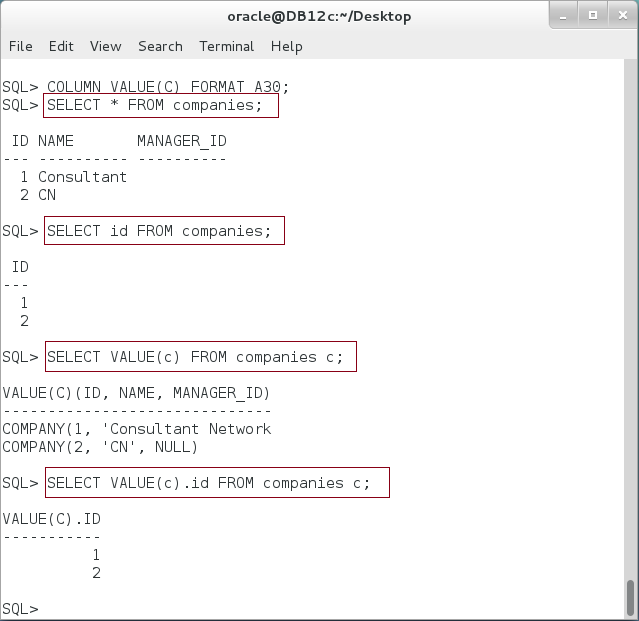 oracle@DB12c:~/Desktop
File Edit View Search Terminal Help
SQL> COLUMN VALUE(C) FORMAT A30;
SQL> SELECT * FROM companies;
ID NAME       MANAGER_ID
--- ---------- ----------
1 Consultant
2 CN
SQL> SELECT id FROM companies;
ID
---
1
2
SQL> SELECT VALUE(c) FROM companies c;
VALUE(C)(ID, NAME, MANAGER_ID)
------------------------------
COMPANY(1, 'Consultant Network
COMPANY(2, 'CN', NULL)
SQL> SELECT VALUE(c).id FROM companies c;
VALUE(C).ID
-----------
1
2
SQL>